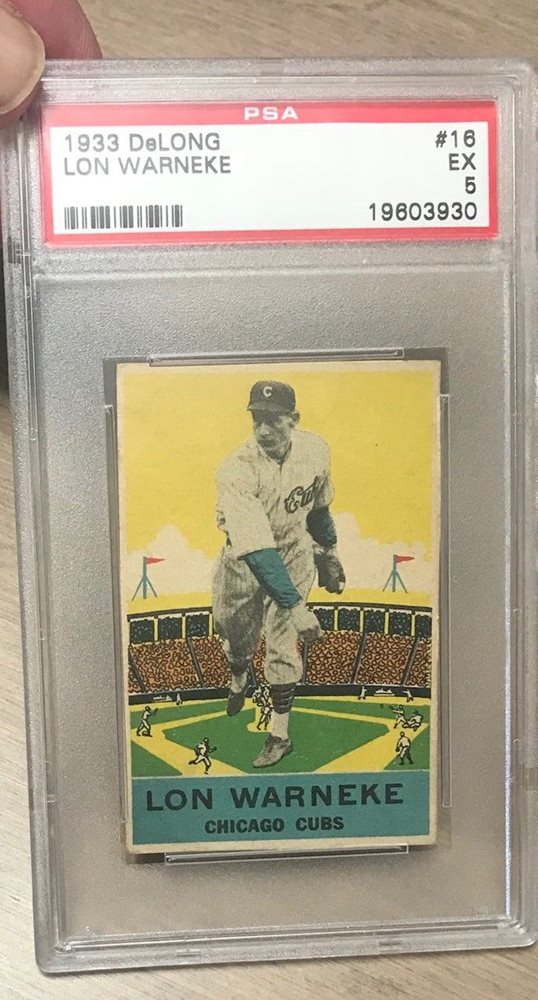 PSA
1933 DeLONG #16
LON WARNEKE EX
5
19603930
C
Cubs
LON WARNEKE
CHICAGO CUBS